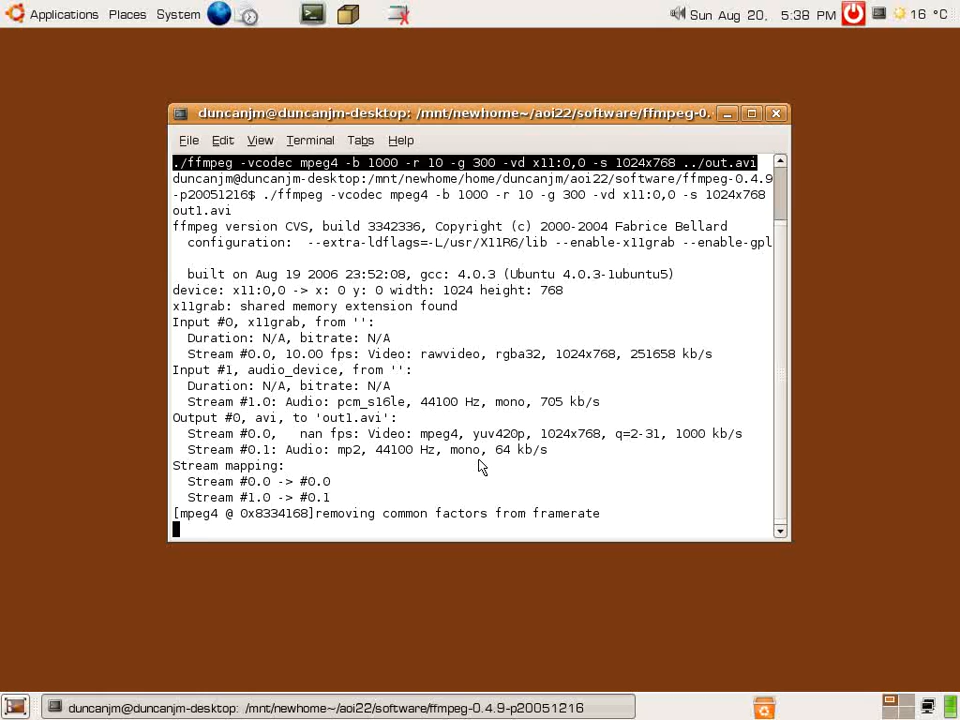 Applications Places System Sun Aug 20, 5:38 PM 16 °C
duncanjm@duncanjm-desktop: /mnt/newhome~/aoi22/software/ffmpeg-0.
File Edit View Terminal Tabs Help
./ffmpeg -vcodec mpeg4 -b 1000 -r 10 -g 300 -vd x11:0,0 -s 1024x768 ../out.avi
duncanjm@duncanjm-desktop:/mnt/newhome/home/duncanjm/aoi22/software/ffmpeg-0.4.9
-p20051216$ ./ffmpeg -vcodec mpeg4 -b 1000 -r 10 -g 300 -vd x11:0,0 -s 1024x768
out1.avi
ffmpeg version CVS, build 3342336, Copyright (c) 2000-2004 Fabrice Bellard
configuration: --extra-ldflags=-L/usr/X11R6/lib --enable-x11grab --enable-gpl
built on Aug 19 2006 23:52:08, gcc: 4.0.3 (Ubuntu 4.0.3-1ubuntu5)
device: x11:0,0 -> x: 0 y: 0 width: 1024 height: 768
x11grab: shared memory extension found
Input #0, x11grab, from '':
Duration: N/A, bitrate: N/A
Stream #0.0, 10.00 fps: Video: rawvideo, rgba32, 1024x768, 251658 kb/s
Input #1, audio_device, from '':
Duration: N/A, bitrate: N/A
Stream #1.0: Audio: pcm_s16le, 44100 Hz, mono, 705 kb/s
Output #0, avi, to 'out1.avi':
Stream #0.0, nan fps: Video: mpeg4, yuv420p, 1024x768, q=2-31, 1000 kb/s
Stream #0.1: Audio: mp2, 44100 Hz, mono, 64 kb/s
Stream mapping:
Stream #0.0 -> #0.0
Stream #1.0 -> #0.1
[mpeg4 @ 0x8334168]removing common factors from framerate
duncanjm@duncanjm-desktop: /mnt/newhome~/aoi22/software/ffmpeg-0.4.9-p20051216